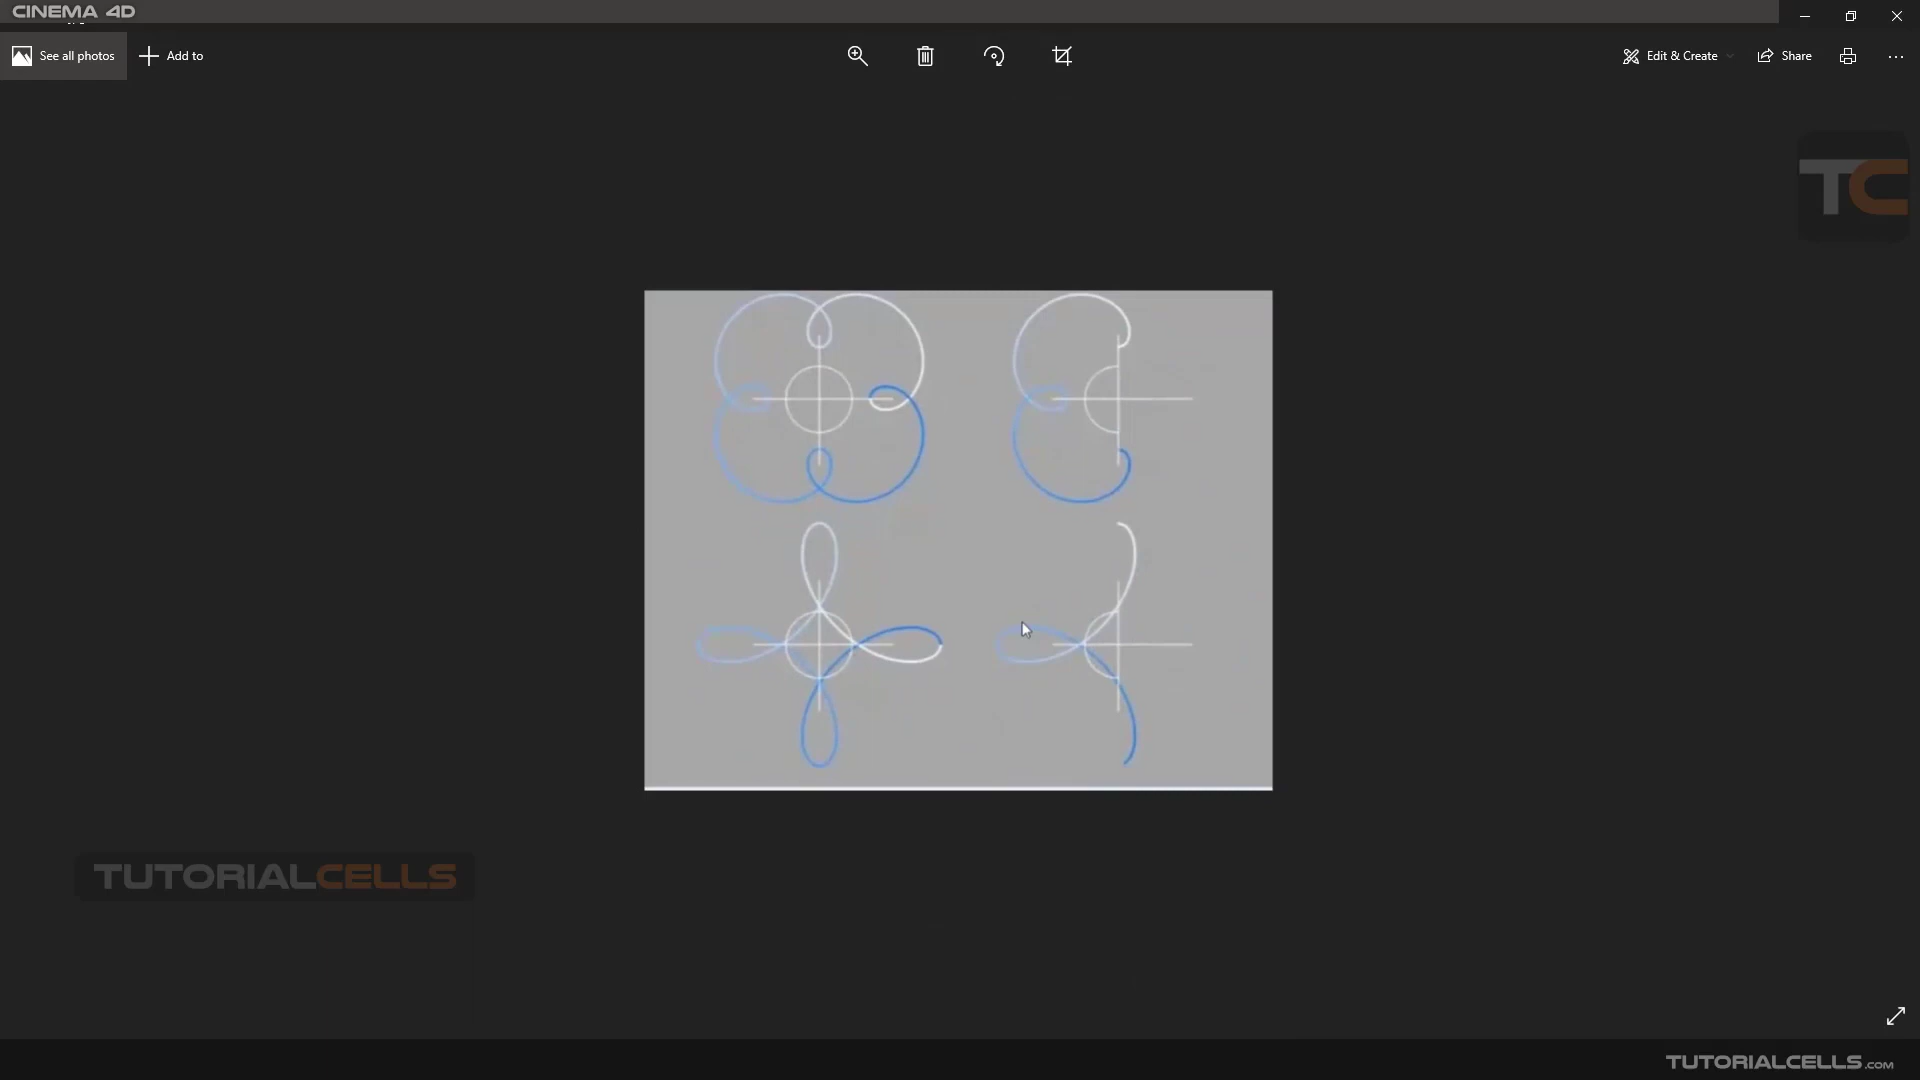 CINEMA 4D
See all photos
Add to
Edit & Create
Share
TC
TUTORIALCELLS
TUTORIALCELLS.COM